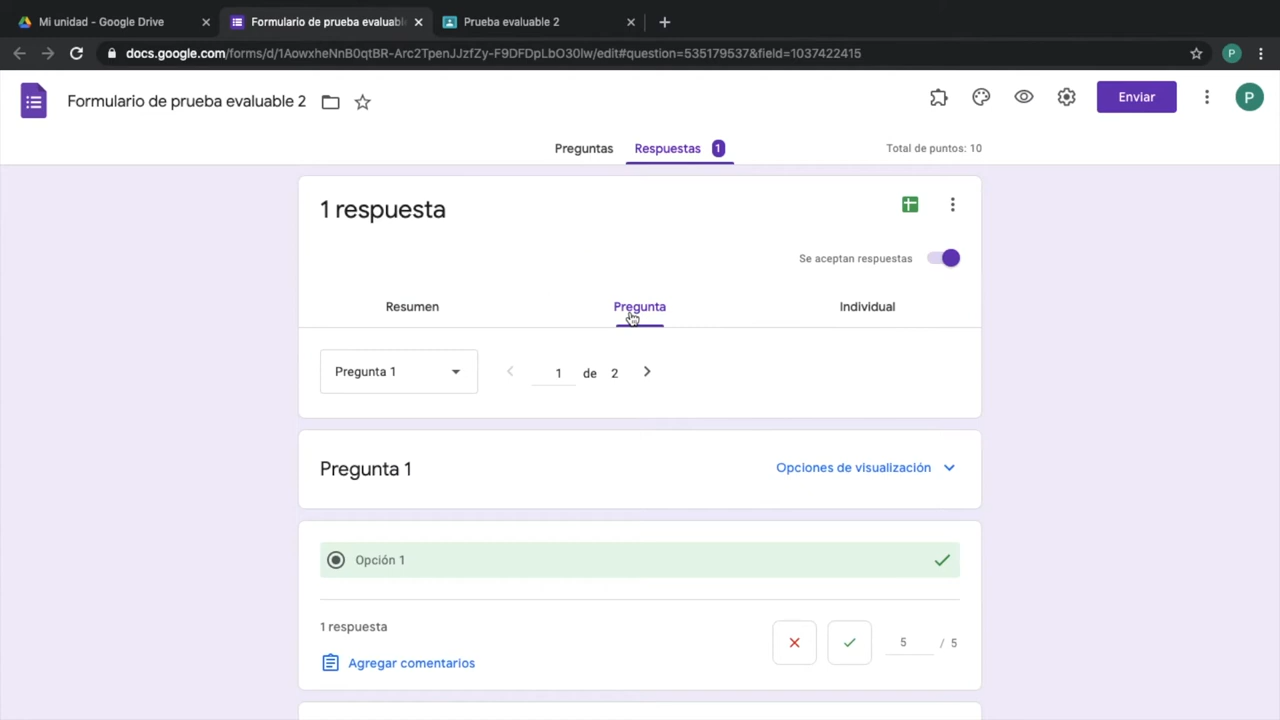 Mi unidad - Google Drive
Formulario de prueba evaluabl
Prueba evaluable 2
docs.google.com/forms/d/1AowxheNnB0qtBR-Arc2TpenJJzfZy-F9DFDpLbO30lw/edit#question=535179537&field=1037422415
P
Formulario de prueba evaluable 2
Enviar
P
Preguntas
Respuestas 1
Total de puntos: 10
1 respuesta
Se aceptan respuestas
Resumen
Pregunta
Individual
Pregunta 1
1 de 2
Pregunta 1
Opciones de visualización
Opción 1
1 respuesta
5 / 5
Agregar comentarios